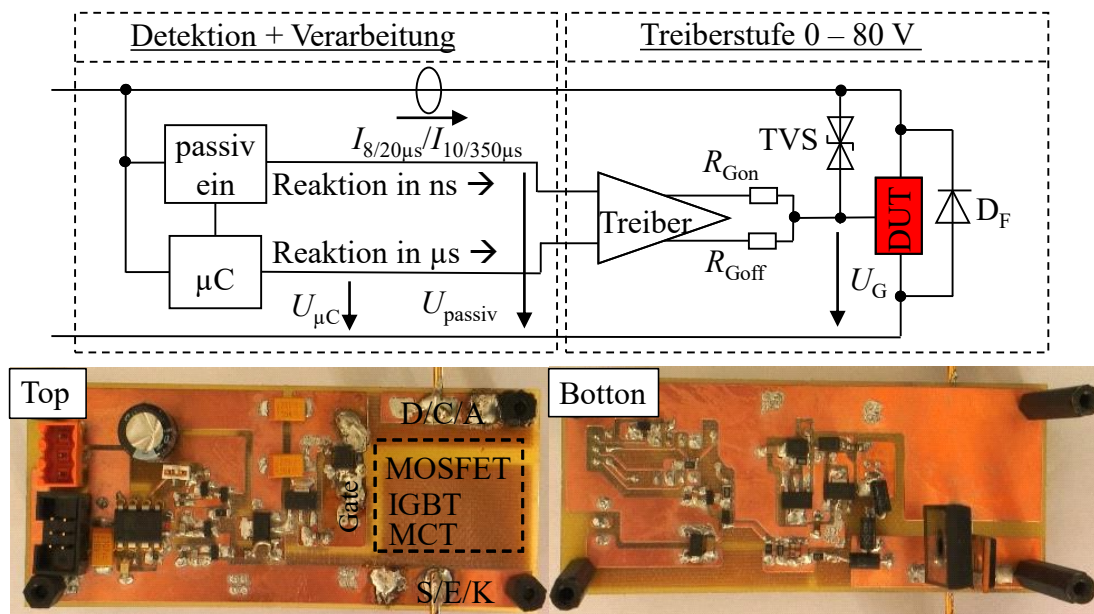 Detektion + Verarbeitung
Treiberstufe 0 – 80 V
I8/20µs/I10/350µs
passiv
ein
Reaktion in ns →
µC
Reaktion in µs →
UµC
Upassiv
Treiber
RGon
RGoff
TVS
UG
DUT
DF
Top
D/C/A
Gate
MOSFET
IGBT
MCT
S/E/K
Botton